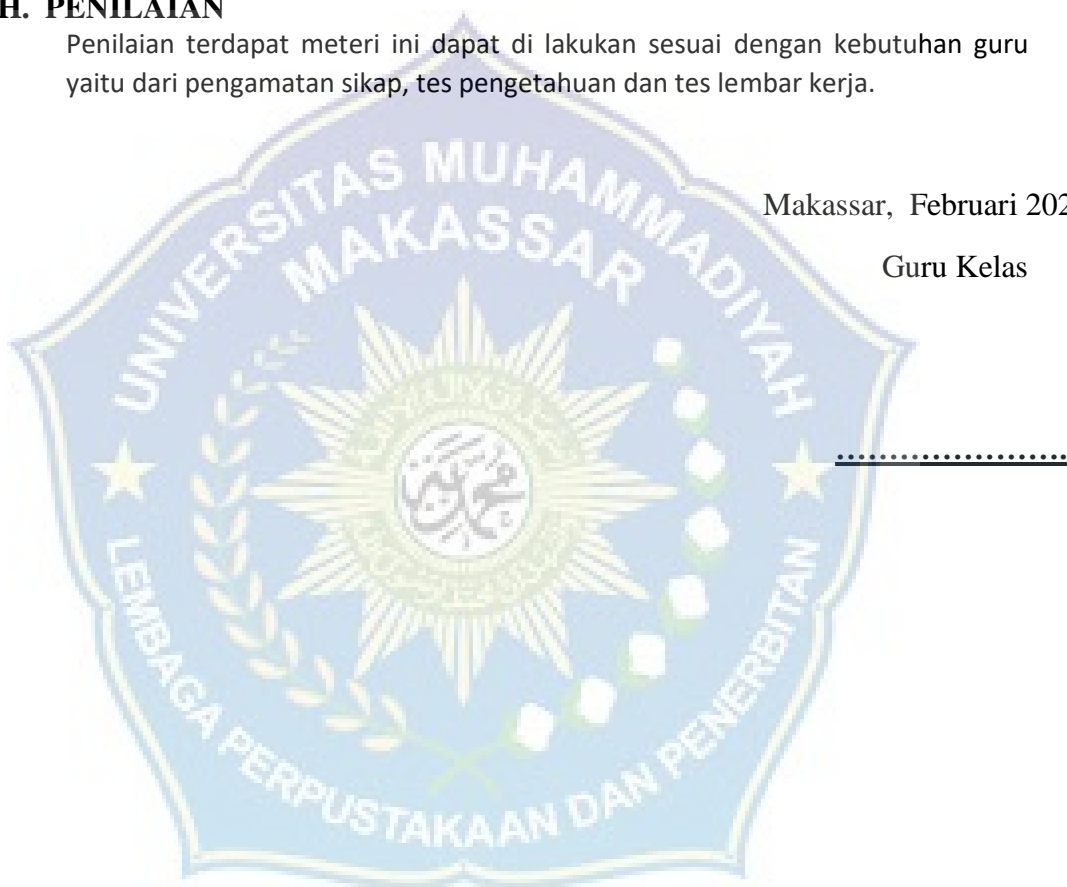 H. PENILAIAN
Penilaian terdapat meteri ini dapat di lakukan sesuai dengan kebutuhan guru
yaitu dari pengamatan sikap, tes pengetahuan dan tes lembar kerja.
Makassar, Februari 202
Guru Kelas
........................
UNIVERSITAS MUHAMMADIYAH
MAKASSAR
محمد
LEMBAGA PERPUSTAKAAN DAN PENERBITAN